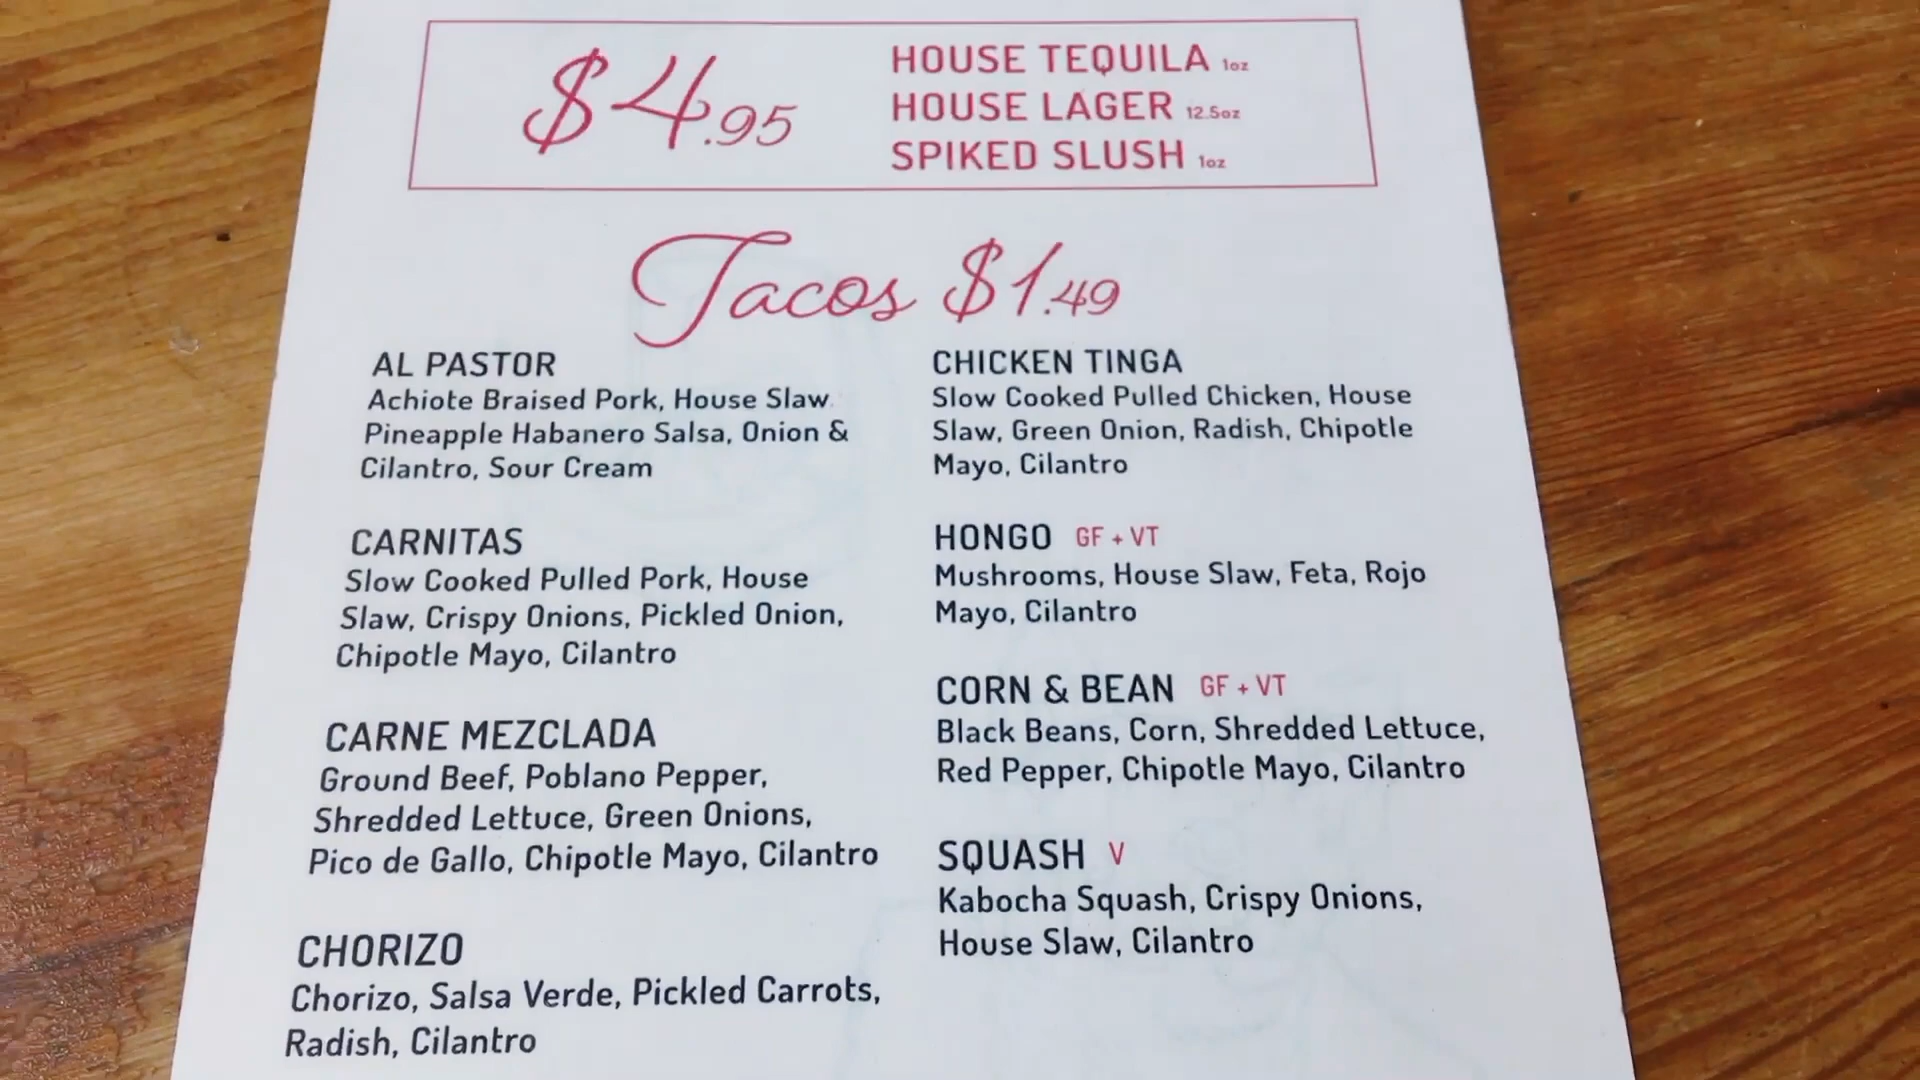 $4.95
HOUSE TEQUILA 1oz
HOUSE LAGER 12.5oz
SPIKED SLUSH 1oz
Tacos $1.49
AL PASTOR
Achiote Braised Pork, House Slaw
Pineapple Habanero Salsa, Onion &
Cilantro, Sour Cream
CARNITAS
Slow Cooked Pulled Pork, House
Slaw, Crispy Onions, Pickled Onion,
Chipotle Mayo, Cilantro
CARNE MEZCLADA
Ground Beef, Poblano Pepper,
Shredded Lettuce, Green Onions,
Pico de Gallo, Chipotle Mayo, Cilantro
CHORIZO
Chorizo, Salsa Verde, Pickled Carrots,
Radish, Cilantro
CHICKEN TINGA
Slow Cooked Pulled Chicken, House
Slaw, Green Onion, Radish, Chipotle
Mayo, Cilantro
HONGO GF + VT
Mushrooms, House Slaw, Feta, Rojo
Mayo, Cilantro
CORN & BEAN GF + VT
Black Beans, Corn, Shredded Lettuce,
Red Pepper, Chipotle Mayo, Cilantro
SQUASH V
Kabocha Squash, Crispy Onions,
House Slaw, Cilantro